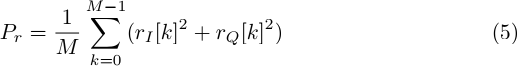 P_r = \frac{1}{M} \sum_{k=0}^{M-1} (r_I[k]^2 + r_Q[k]^2) (5)